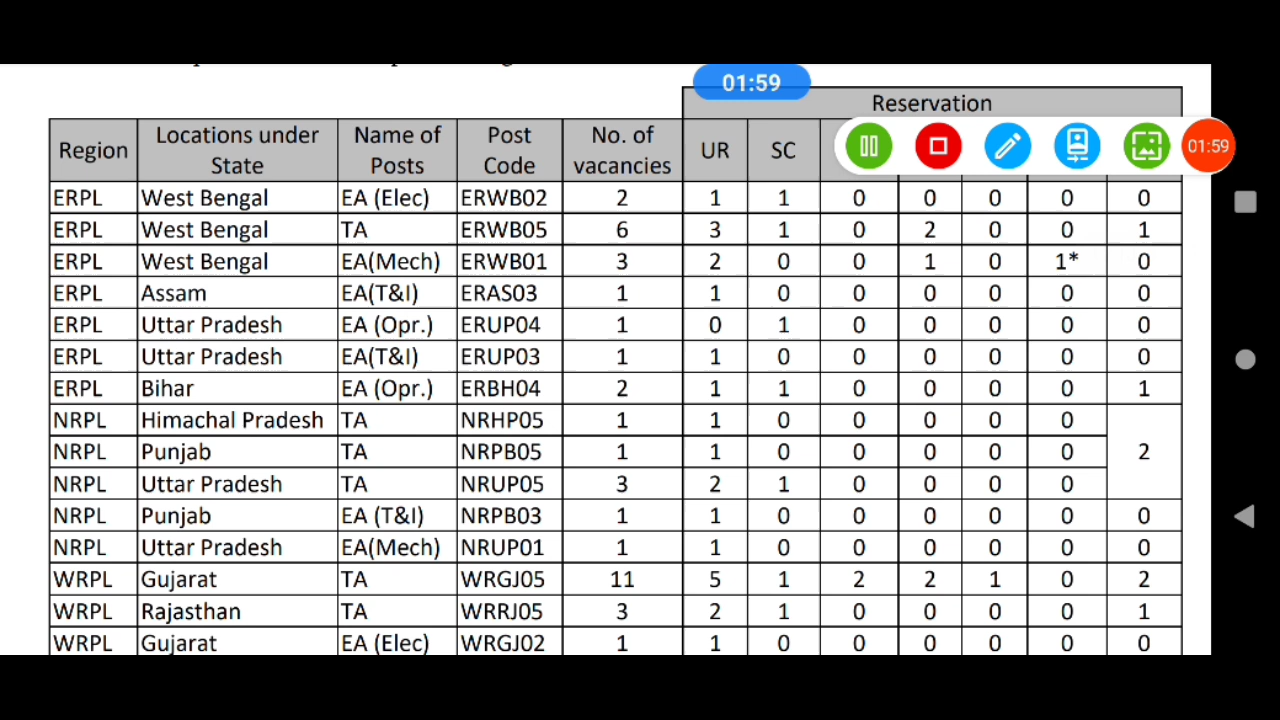 01:59
Reservation
Region Locations under State Name of Posts Post Code No. of vacancies UR SC
01:59
ERPL West Bengal EA (Elec) ERWB02 2 1 1 0 0 0 0 0
ERPL West Bengal TA ERWB05 6 3 1 0 2 0 0 1
ERPL West Bengal EA(Mech) ERWB01 3 2 0 0 1 0 1* 0
ERPL Assam EA(T&I) ERAS03 1 1 0 0 0 0 0 0
ERPL Uttar Pradesh EA (Opr.) ERUP04 1 0 1 0 0 0 0 0
ERPL Uttar Pradesh EA(T&I) ERUP03 1 1 0 0 0 0 0 0
ERPL Bihar EA (Opr.) ERBH04 2 1 1 0 0 0 0 1
NRPL Himachal Pradesh TA NRHP05 1 1 0 0 0 0 0
NRPL Punjab TA NRPB05 1 1 0 0 0 0 0 2
NRPL Uttar Pradesh TA NRUP05 3 2 1 0 0 0 0
NRPL Punjab EA (T&I) NRPB03 1 1 0 0 0 0 0 0
NRPL Uttar Pradesh EA(Mech) NRUP01 1 1 0 0 0 0 0 0
WRPL Gujarat TA WRGJ05 11 5 1 2 2 1 0 2
WRPL Rajasthan TA WRRJ05 3 2 1 0 0 0 0 1
WRPL Gujarat EA (Elec) WRGJ02 1 1 0 0 0 0 0 0